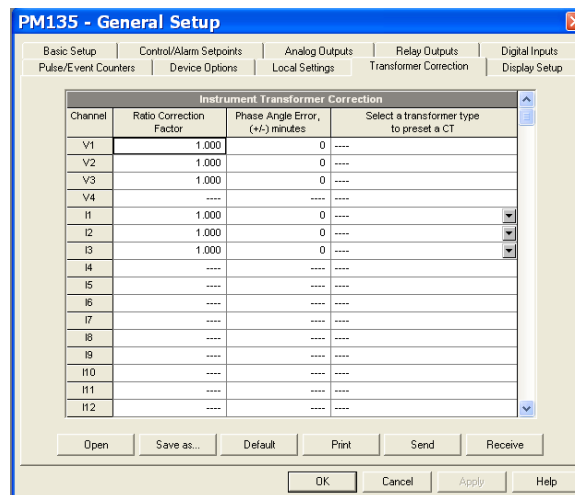 PM135 - General Setup
Basic Setup Control/Alarm Setpoints Analog Outputs Relay Outputs Digital Inputs
Pulse/Event Counters Device Options Local Settings Transformer Correction Display Setup
Instrument Transformer Correction
Channel Ratio Correction Factor Phase Angle Error, (+/-) minutes Select a transformer type to preset a CT
V1 1.000 0 ----
V2 1.000 0 ----
V3 1.000 0 ----
V4 ---- ---- ----
I1 1.000 0 ----
I2 1.000 0 ----
I3 1.000 0 ----
I4 ---- ---- ----
I5 ---- ---- ----
I6 ---- ---- ----
I7 ---- ---- ----
I8 ---- ---- ----
I9 ---- ---- ----
I10 ---- ---- ----
I11 ---- ---- ----
I12 ---- ---- ----
Open Save as... Default Print Send Receive
OK Cancel Apply Help